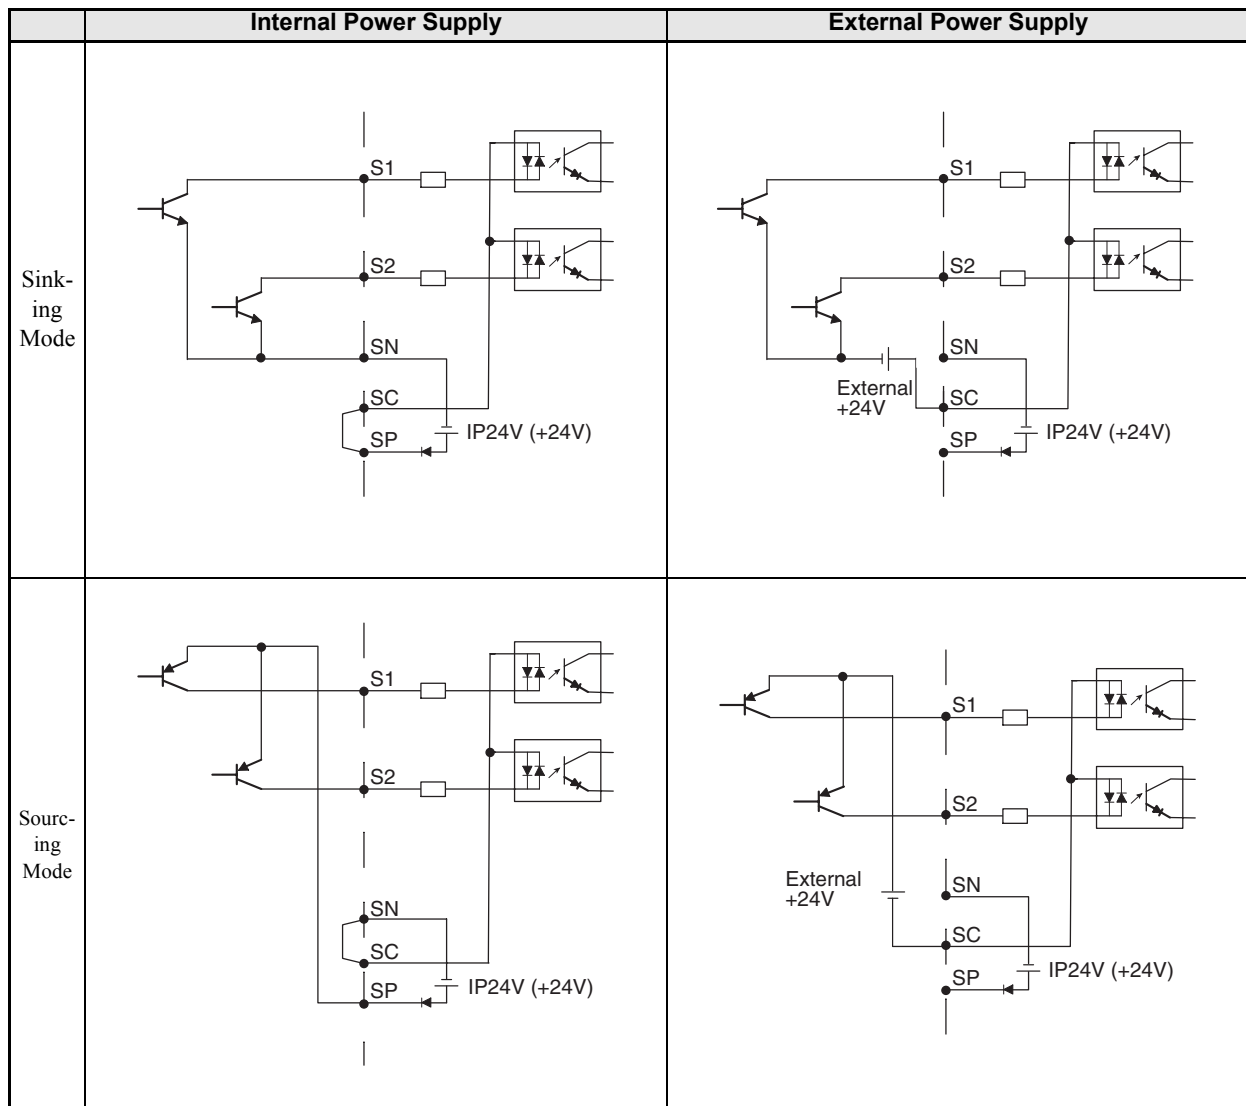 Internal Power Supply
External Power Supply
Sink-
ing
Mode
S1
S2
SN
SC
SP
IP24V (+24V)
S1
S2
SN
External
+24V
SC
SP
IP24V (+24V)
Sourc-
ing
Mode
S1
S2
SN
SC
SP
IP24V (+24V)
S1
S2
External
+24V
SN
SC
SP
IP24V (+24V)